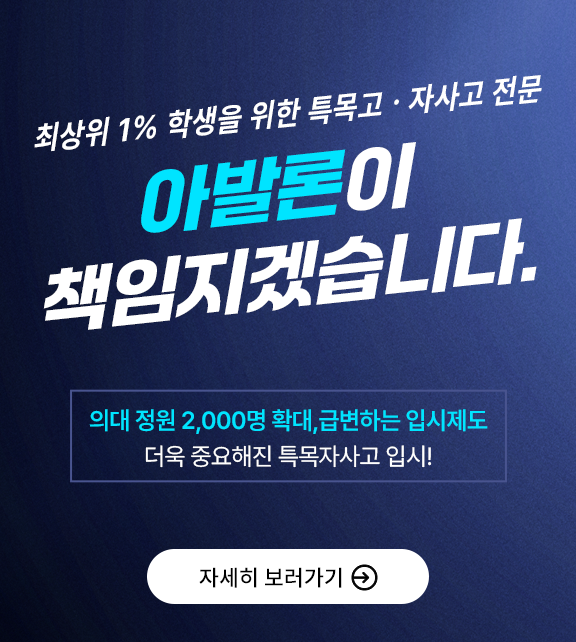 최상위 1% 학생을 위한 특목고 · 자사고 전문
아발론이
책임지겠습니다.
의대 정원 2,000명 확대,급변하는 입시제도
더욱 중요해진 특목자사고 입시!
자세히 보러가기